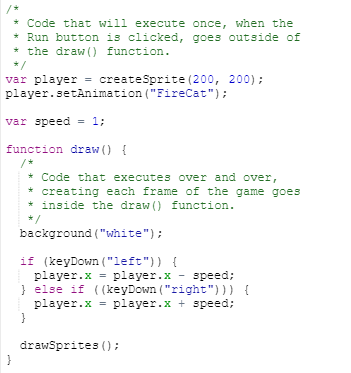 /*
 * Code that will execute once, when the
 * Run button is clicked, goes outside of
 * the draw() function.
 */
var player = createSprite(200, 200);
player.setAnimation("FireCat");

var speed = 1;

function draw() {
  /*
   * Code that executes over and over,
   * creating each frame of the game goes
   * inside the draw() function.
   */
  background("white");

  if (keyDown("left")) {
    player.x = player.x - speed;
  } else if ((keyDown("right"))) {
    player.x = player.x + speed;
  }

  drawSprites();
}